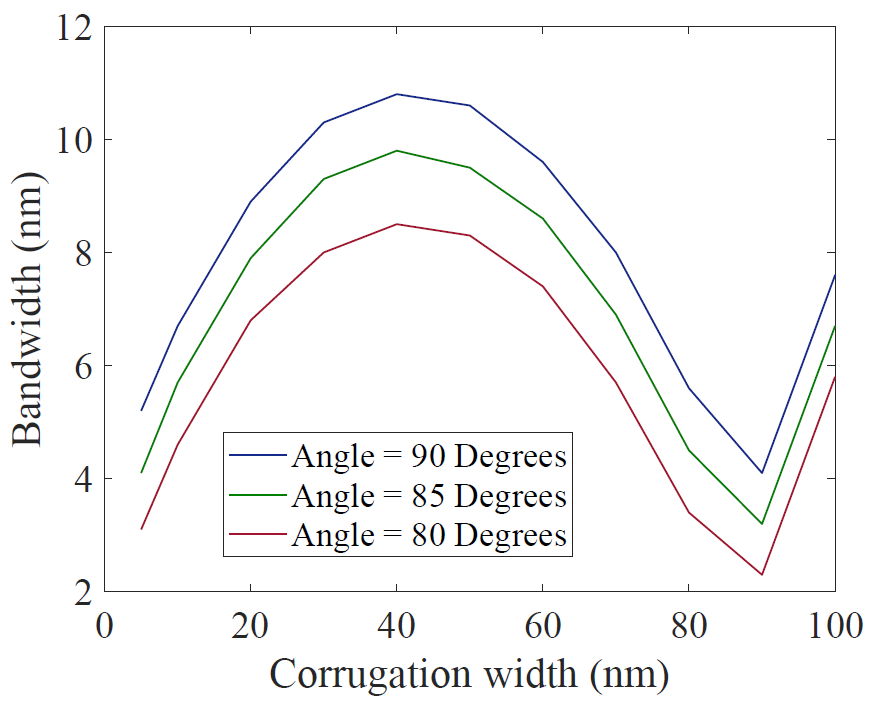 12
10
8
6
4
2
Bandwidth (nm)
Angle = 90 Degrees
Angle = 85 Degrees
Angle = 80 Degrees
0 20 40 60 80 100
Corrugation width (nm)